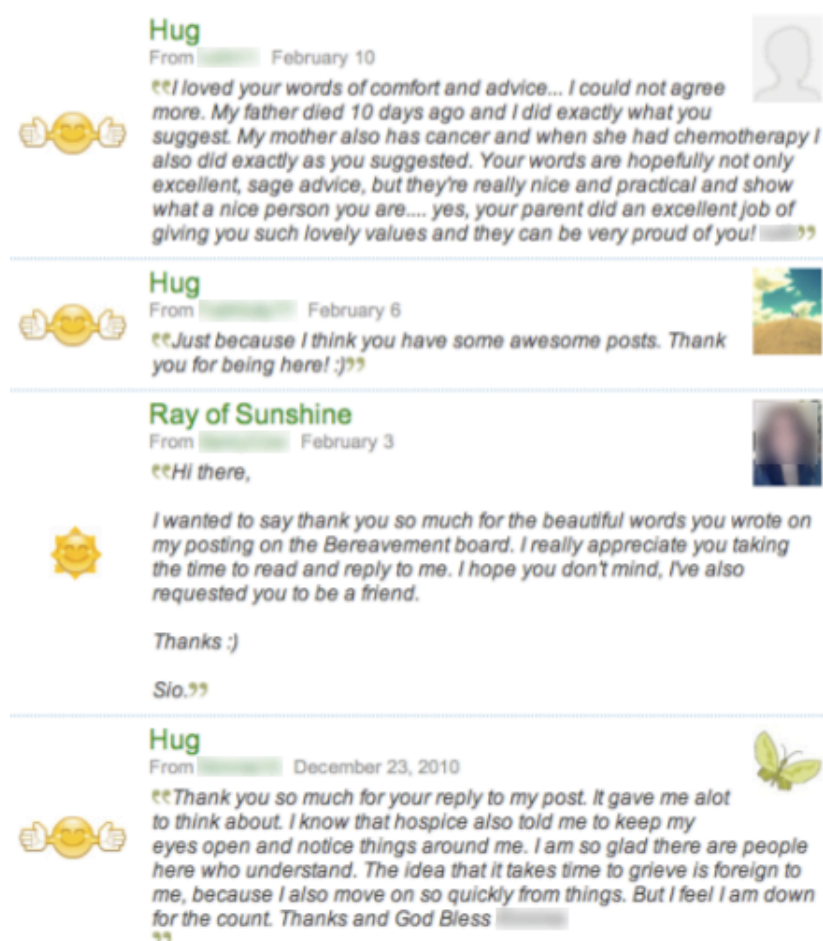 Hug
From February 10
“I loved your words of comfort and advice... I could not agree
more. My father died 10 days ago and I did exactly what you
suggest. My mother also has cancer and when she had chemotherapy I
also did exactly as you suggested. Your words are hopefully not only
excellent, sage advice, but they're really nice and practical and show
what a nice person you are.... yes, your parent did an excellent job of
giving you such lovely values and they can be very proud of you! ”
Hug
From February 6
“Just because I think you have some awesome posts. Thank
you for being here! :)”
Ray of Sunshine
From February 3
“Hi there,
I wanted to say thank you so much for the beautiful words you wrote on
my posting on the Bereavement board. I really appreciate you taking
the time to read and reply to me. I hope you don't mind, I've also
requested you to be a friend.
Thanks :)
Sio.”
Hug
From December 23, 2010
“Thank you so much for your reply to my post. It gave me alot
to think about. I know that hospice also told me to keep my
eyes open and notice things around me. I am so glad there are people
here who understand. The idea that it takes time to grieve is foreign to
me, because I also move on so quickly from things. But I feel I am down
for the count. Thanks and God Bless
”